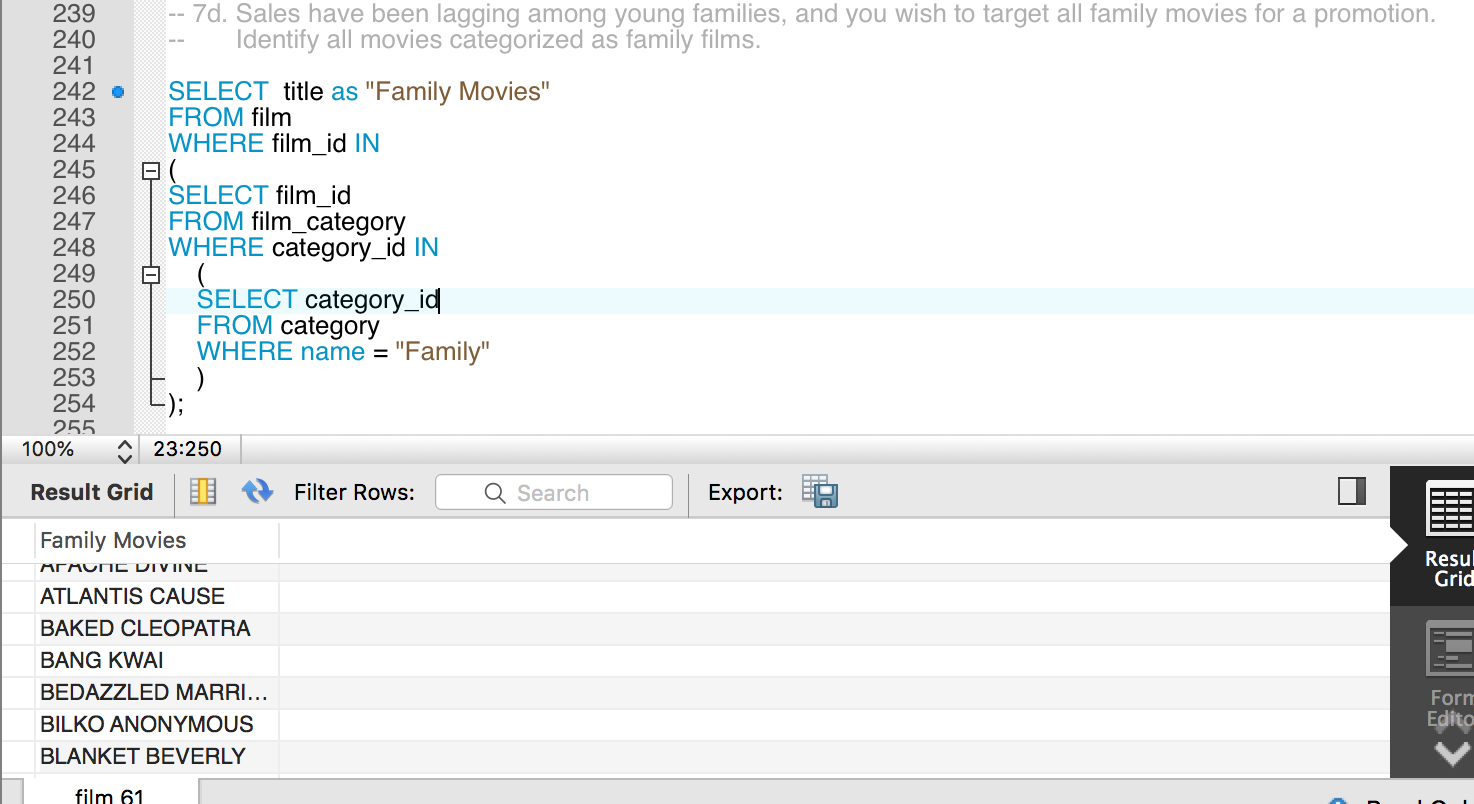 239 -- 7d. Sales have been lagging among young families, and you wish to target all family movies for a promotion.
240 --      Identify all movies categorized as family films.
241
242 SELECT  title as "Family Movies"
243 FROM film
244 WHERE film_id IN
245 (
246 SELECT film_id
247 FROM film_category
248 WHERE category_id IN
249     (
250     SELECT category_id
251     FROM category
252     WHERE name = "Family"
253     )
254 );
255
100% 23:250
Result Grid Filter Rows: Search Export:
Family Movies
APACHE DIVINE
ATLANTIS CAUSE
BAKED CLEOPATRA
BANG KWAI
BEDAZZLED MARRI...
BILKO ANONYMOUS
BLANKET BEVERLY
Resul
Grid
Form
Edito
film 61